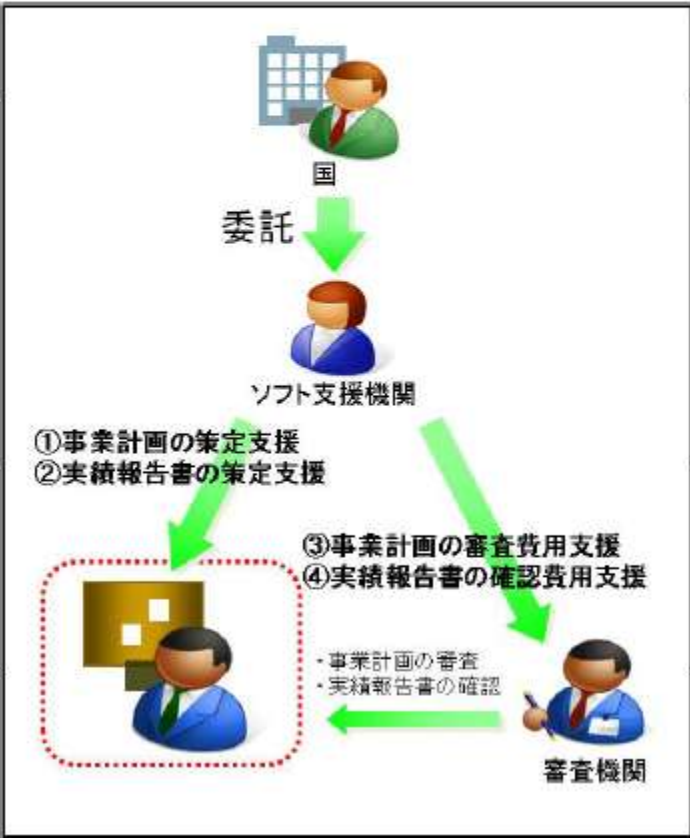 国
委託
ソフト支援機関
①事業計画の策定支援
②実績報告書の策定支援
③事業計画の審査費用支援
④実績報告書の確認費用支援
・事業計画の審査
・実績報告書の確認
審査機関